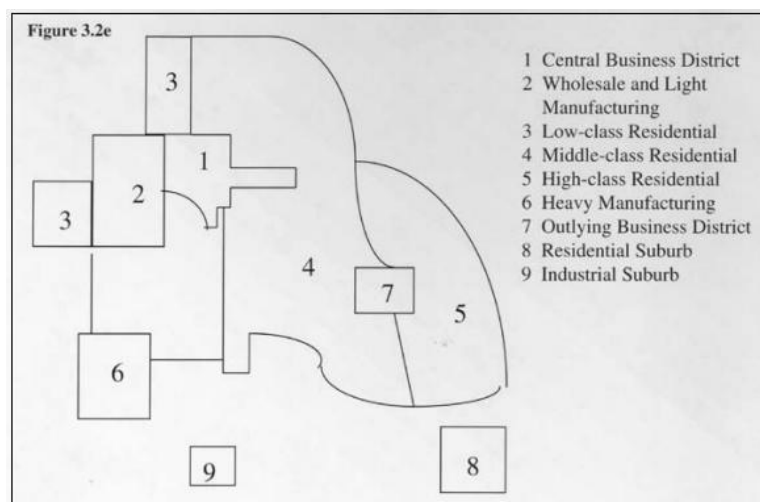 Figure 3.2e
1 Central Business District
2 Wholesale and Light
Manufacturing
3 Low-class Residential
4 Middle-class Residential
5 High-class Residential
6 Heavy Manufacturing
7 Outlying Business District
8 Residential Suburb
9 Industrial Suburb
3
1
3
2
4
7
5
6
9
8